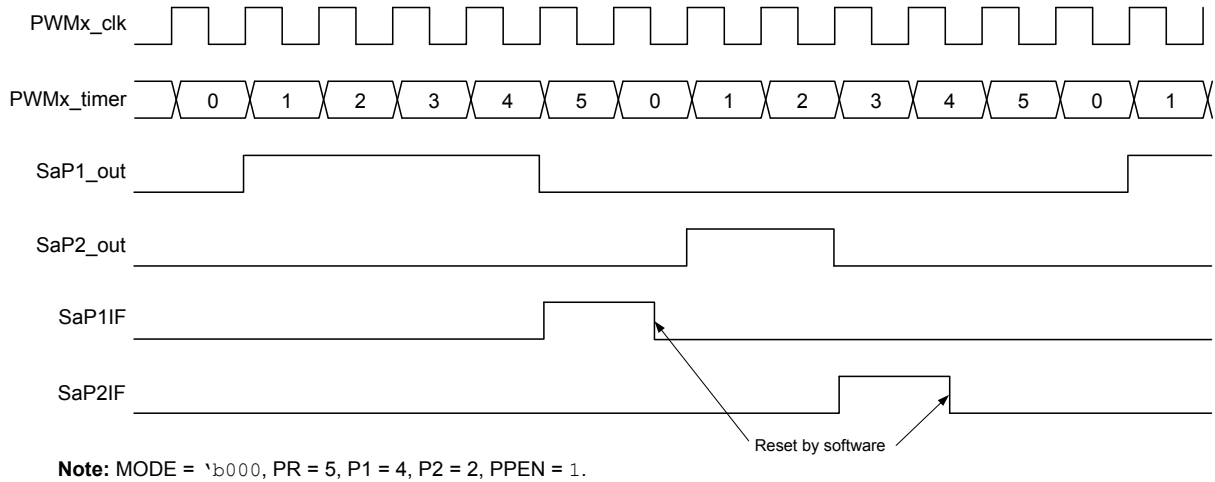 PWMx_clk
PWMx_timer 0 1 2 3 4 5 0 1 2 3 4 5 0 1
SaP1_out
SaP2_out
SaP1IF
SaP2IF
Reset by software
Note: MODE = 'b000, PR = 5, P1 = 4, P2 = 2, PPEN = 1.